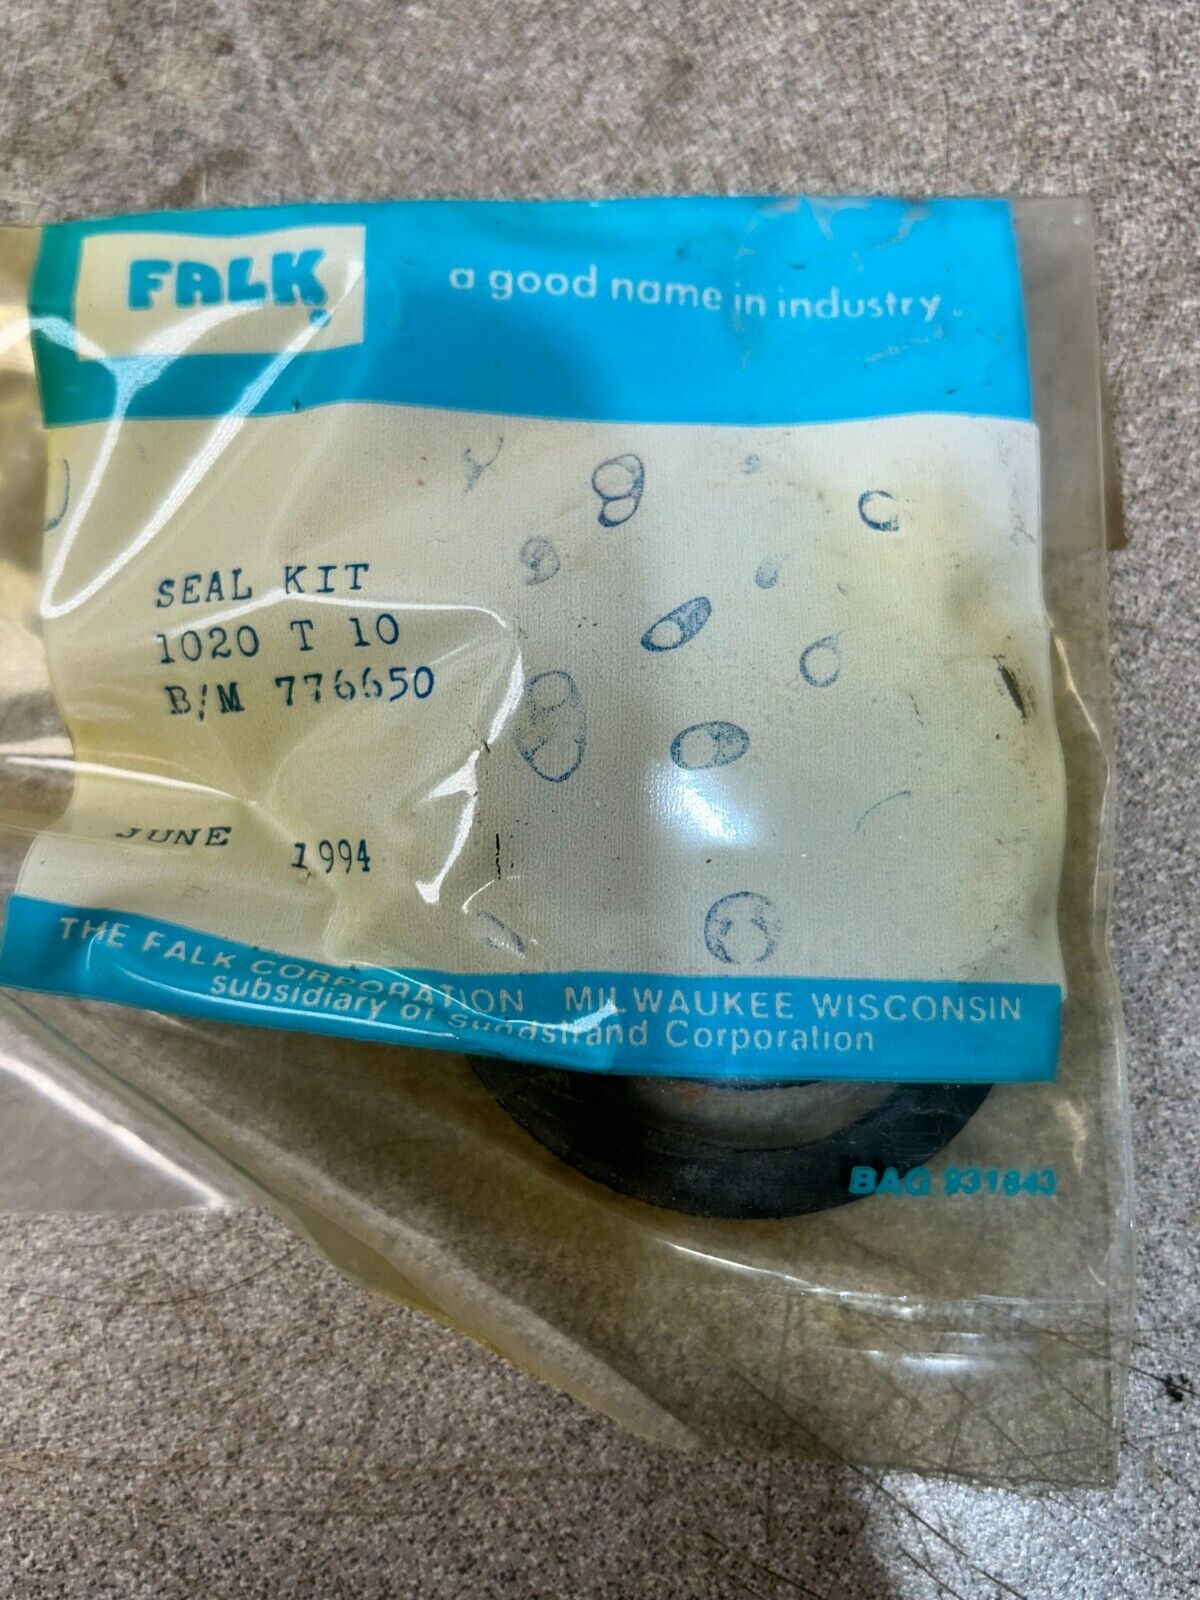 FALK
a good name in industry.
SEAL KIT
1020 T 10
B/M 776650
JUNE 1994
THE FALK CORPORATION MILWAUKEE WISCONSIN
subsidiary of Sundstrand Corporation
BAG 931843